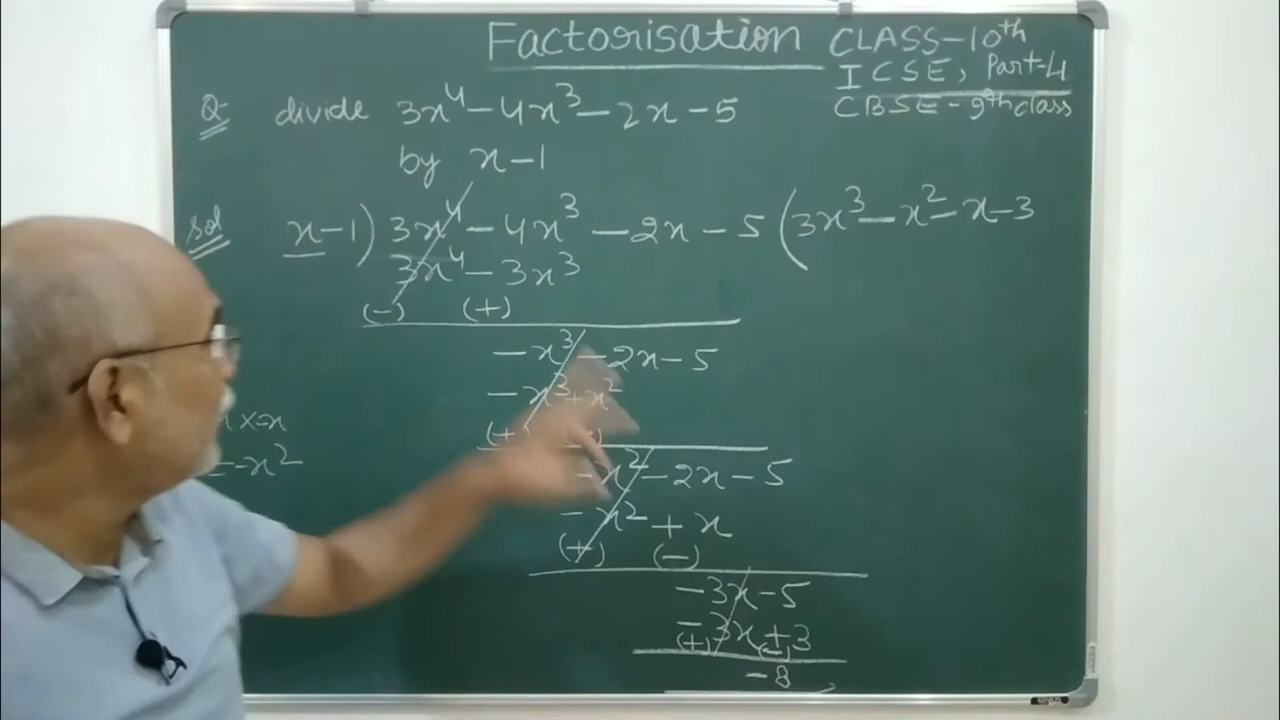 Factorisation CLASS-10th
ICSE, Part-4
CBSE-9th class
Q- divide 3x⁴-4x³-2x-5
by x-1
Sol x-1) 3x⁴-4x³-2x-5 (3x³-x²-x-3
3x⁴-3x³
(-) (+)
-x³-2x-5
-x³+x²
(+
-x²-2x-5
-x²+x
(+) (-)
-3x-5
-3x+3
(+) (-)
-8
x×-x
=-x²